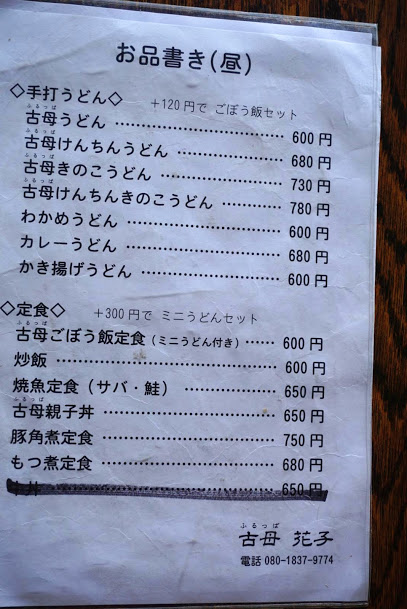 お品書き(昼)
◇手打うどん◇ +120円で ごぼう飯セット
ふるっぱ
古母うどん …………………… 600円
ふるっぱ
古母けんちんうどん …………… 680円
ふるっぱ
古母きのこうどん ……………… 730円
ふるっぱ
古母けんちんきのこうどん …… 780円
わかめうどん …………………… 600円
カレーうどん …………………… 680円
かき揚げうどん ………………… 600円
◇定食◇ +300円で ミニうどんセット
ふるっぱ
古母ごぼう飯定食(ミニうどん付き)…… 600円
炒飯 …………………………… 600円
焼魚定食(サバ・鮭) ………… 650円
ふるっぱ
古母親子丼 …………………… 650円
豚角煮定食 …………………… 750円
もつ煮定食 …………………… 680円
650円
ふるっぱ
古母 花子
電話 080-1837-9774